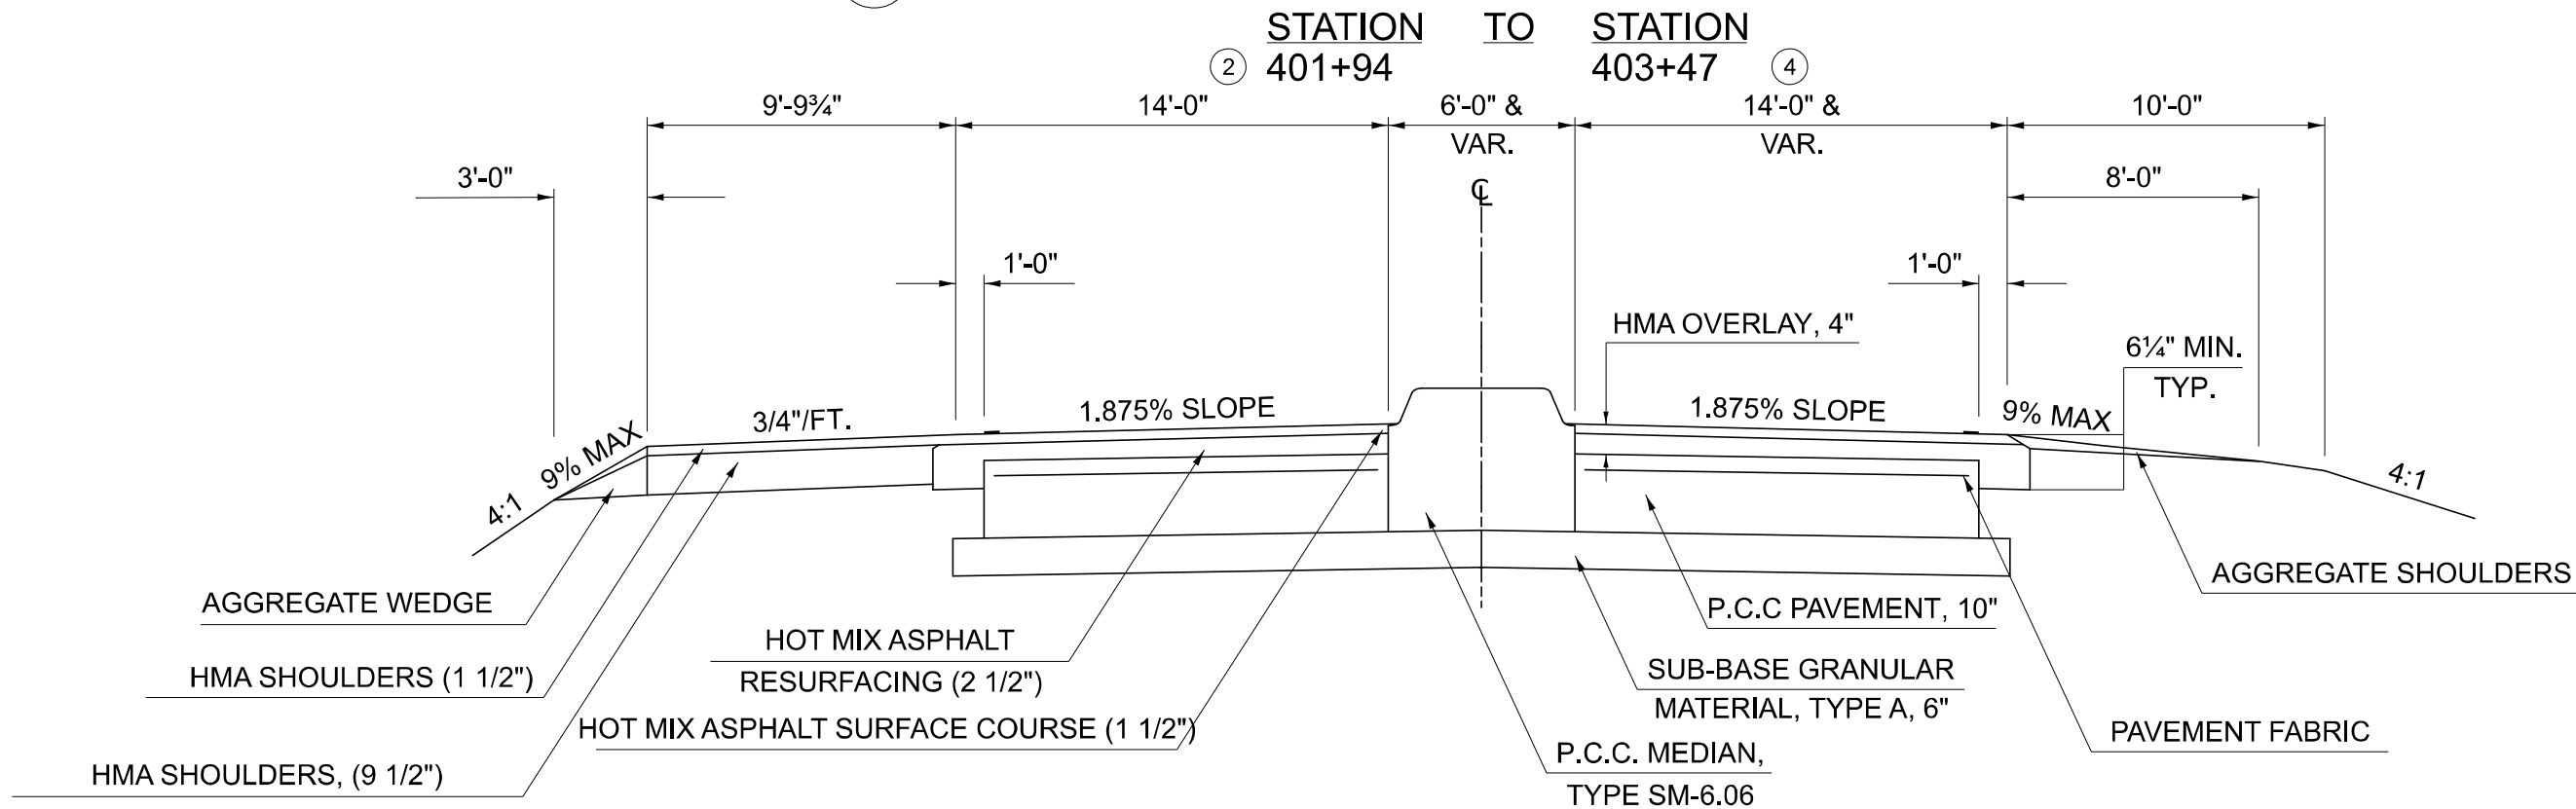 STATION TO STATION
2 401+94 403+47 4
9'-9¾" 14'-0" 6'-0" & 14'-0" & 10'-0"
VAR. VAR.
3'-0" ℄ 8'-0"
1'-0" 1'-0"
HMA OVERLAY, 4"
6¼" MIN.
TYP.
4:1 9% MAX 3/4"/FT. 1.875% SLOPE 1.875% SLOPE 9% MAX 4:1
AGGREGATE WEDGE
HMA SHOULDERS (1 1/2")
HMA SHOULDERS, (9 1/2")
HOT MIX ASPHALT
RESURFACING (2 1/2")
HOT MIX ASPHALT SURFACE COURSE (1 1/2")
P.C.C. MEDIAN,
TYPE SM-6.06
SUB-BASE GRANULAR
MATERIAL, TYPE A, 6"
P.C.C PAVEMENT, 10"
PAVEMENT FABRIC
AGGREGATE SHOULDERS